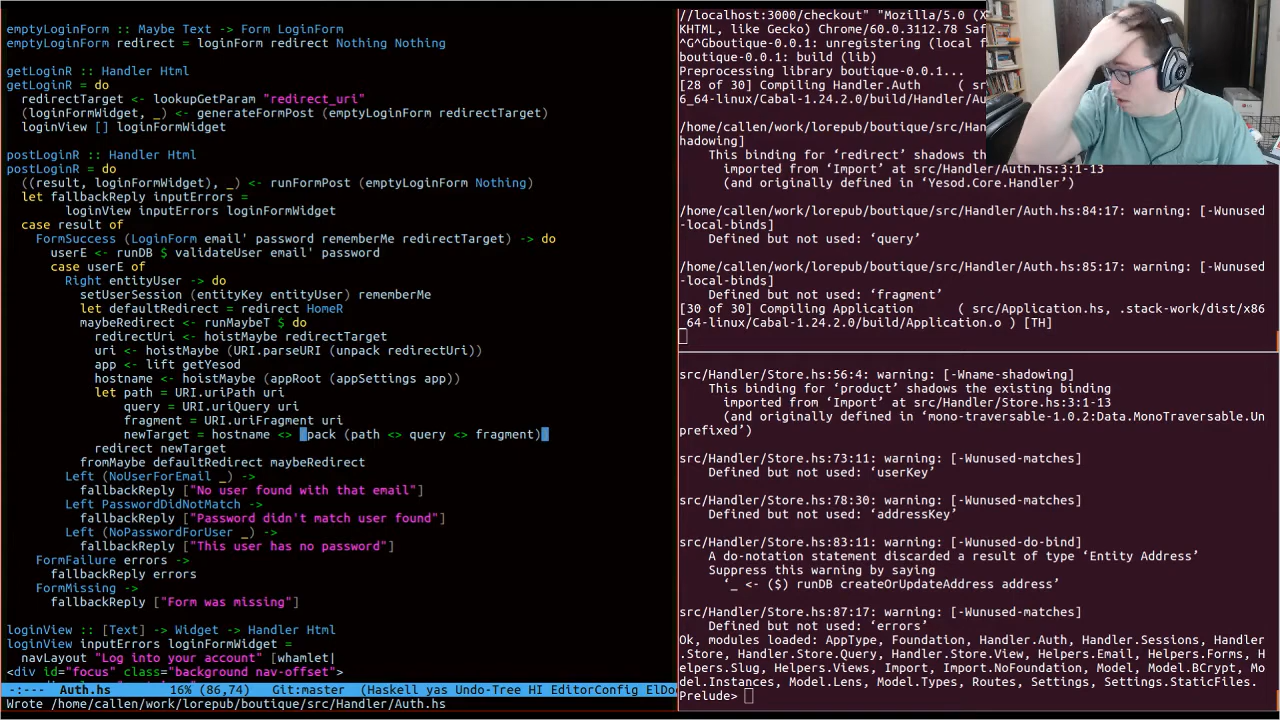 emptyLoginForm :: Maybe Text -> Form LoginForm
emptyLoginForm redirect = loginForm redirect Nothing Nothing
getLoginR :: Handler Html
getLoginR = do
redirectTarget <- lookupGetParam "redirect_uri"
(loginFormWidget, _) <- generateFormPost (emptyLoginForm redirectTarget)
loginView [] loginFormWidget
postLoginR :: Handler Html
postLoginR = do
((result, loginFormWidget), _) <- runFormPost (emptyLoginForm Nothing)
let fallbackReply inputErrors =
loginView inputErrors loginFormWidget
case result of
FormSuccess (LoginForm email' password rememberMe redirectTarget) -> do
userE <- runDB $ validateUser email' password
case userE of
Right entityUser -> do
setUserSession (entityKey entityUser) rememberMe
let defaultRedirect = redirect HomeR
maybeRedirect <- runMaybeT $ do
redirectUri <- hoistMaybe redirectTarget
uri <- hoistMaybe (URI.parseURI (unpack redirectUri))
app <- lift getYesod
hostname <- hoistMaybe (appRoot (appSettings app))
let path = URI.uriPath uri
query = URI.uriQuery uri
fragment = URI.uriFragment uri
newTarget = hostname <> pack (path <> query <> fragment)
redirect newTarget
fromMaybe defaultRedirect maybeRedirect
Left (NoUserForEmail _) ->
fallbackReply ["No user found with that email"]
Left PasswordDidNotMatch ->
fallbackReply ["Password didn't match user found"]
Left (NoPasswordForUser _) ->
fallbackReply ["This user has no password"]
FormFailure errors ->
fallbackReply errors
FormMissing ->
fallbackReply ["Form was missing"]
loginView :: [Text] -> Widget -> Handler Html
loginView inputErrors loginFormWidget =
navLayout "Log into your account" [whamlet|
<div id="focus" class="background nav-offset">
-:--- Auth.hs 16% (86,74) Git:master (Haskell yas Undo-Tree HI EditorConfig ElDo
Wrote /home/callen/work/lorepub/boutique/src/Handler/Auth.hs
//localhost:3000/checkout" "Mozilla/5.0 (X
KHTML, like Gecko) Chrome/60.0.3112.78 Saf
^G^Gboutique-0.0.1: unregistering (local f
boutique-0.0.1: build (lib)
Preprocessing library boutique-0.0.1...
[28 of 30] Compiling Handler.Auth ( src
6_64-linux/Cabal-1.24.2.0/build/Handler/Au
/home/callen/work/lorepub/boutique/src/Han
hadowing]
This binding for ‘redirect’ shadows th
imported from ‘Import’ at src/Handler/Auth.hs:3:1-13
(and originally defined in ‘Yesod.Core.Handler’)
/home/callen/work/lorepub/boutique/src/Handler/Auth.hs:84:17: warning: [-Wunused
-local-binds]
Defined but not used: ‘query’
/home/callen/work/lorepub/boutique/src/Handler/Auth.hs:85:17: warning: [-Wunused
-local-binds]
Defined but not used: ‘fragment’
[30 of 30] Compiling Application ( src/Application.hs, .stack-work/dist/x86
_64-linux/Cabal-1.24.2.0/build/Application.o ) [TH]
src/Handler/Store.hs:56:4: warning: [-Wname-shadowing]
This binding for ‘product’ shadows the existing binding
imported from ‘Import’ at src/Handler/Store.hs:3:1-13
(and originally defined in ‘mono-traversable-1.0.2:Data.MonoTraversable.Un
prefixed’)
src/Handler/Store.hs:73:11: warning: [-Wunused-matches]
Defined but not used: ‘userKey’
src/Handler/Store.hs:78:30: warning: [-Wunused-matches]
Defined but not used: ‘addressKey’
src/Handler/Store.hs:83:11: warning: [-Wunused-do-bind]
A do-notation statement discarded a result of type ‘Entity Address’
Suppress this warning by saying
‘_ <- ($) runDB createOrUpdateAddress address’
src/Handler/Store.hs:87:17: warning: [-Wunused-matches]
Defined but not used: ‘errors’
Ok, modules loaded: AppType, Foundation, Handler.Auth, Handler.Sessions, Handler
.Store, Handler.Store.Query, Handler.Store.View, Helpers.Email, Helpers.Forms, H
elpers.Slug, Helpers.Views, Import, Import.NoFoundation, Model, Model.BCrypt, Mo
del.Instances, Model.Lens, Model.Types, Routes, Settings, Settings.StaticFiles.
Prelude>